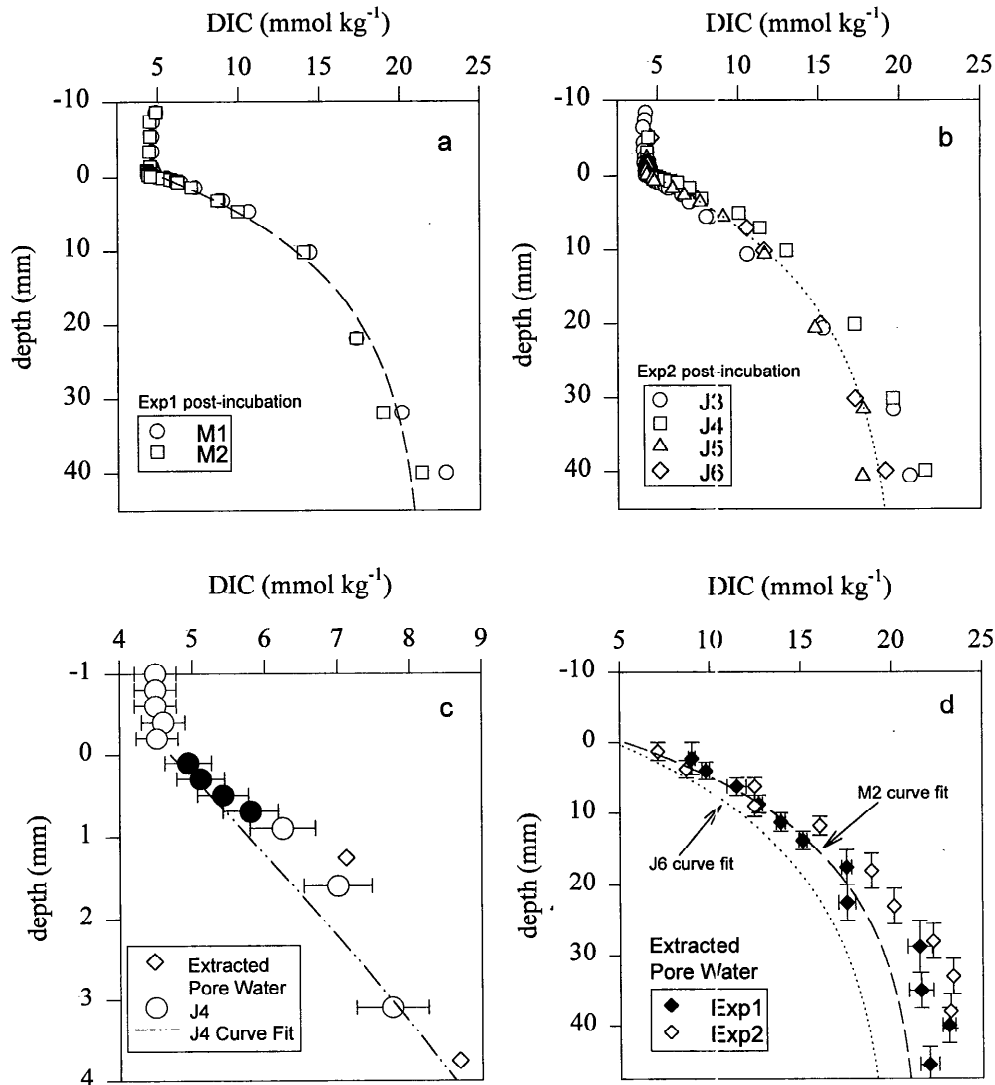 DIC (mmol kg-1)
5 10 15 20 25
-10
0
10
20
30
40
depth (mm)
a
Exp1 post-incubation
M1
M2
DIC (mmol kg-1)
5 10 15 20 25
-10
0
10
20
30
40
depth (mm)
b
Exp2 post-incubation
J3
J4
J5
J6
DIC (mmol kg-1)
4 5 6 7 8 9
-1
0
1
2
3
4
depth (mm)
c
Extracted
Pore Water
J4
J4 Curve Fit
DIC (mmol kg-1)
5 10 15 20 25
-10
0
10
20
30
40
depth (mm)
d
M2 curve fit
J6 curve fit
Extracted
Pore Water
Exp1
Exp2